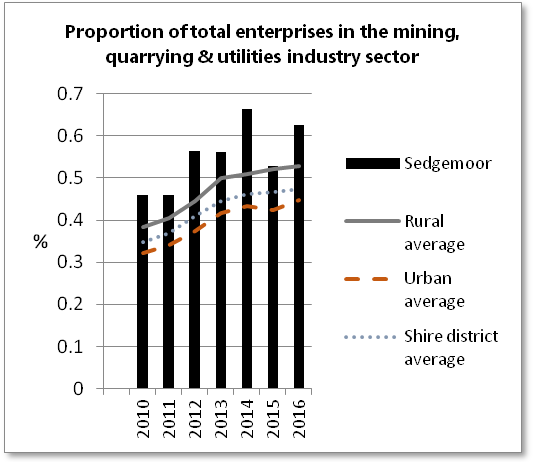 Proportion of total enterprises in the mining,
quarrying & utilities industry sector
0.7
0.6
0.5
0.4
0.3
0.2
0.1
0
%
2010
2011
2012
2013
2014
2015
2016
Sedgemoor
Rural
average
Urban
average
Shire district
average